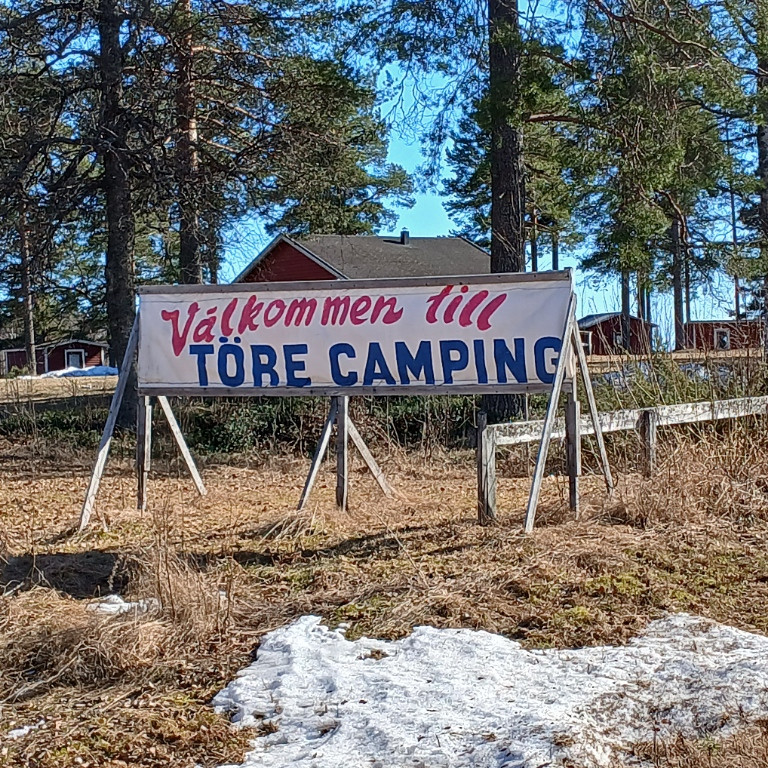 Välkommen till
TÖRE CAMPING